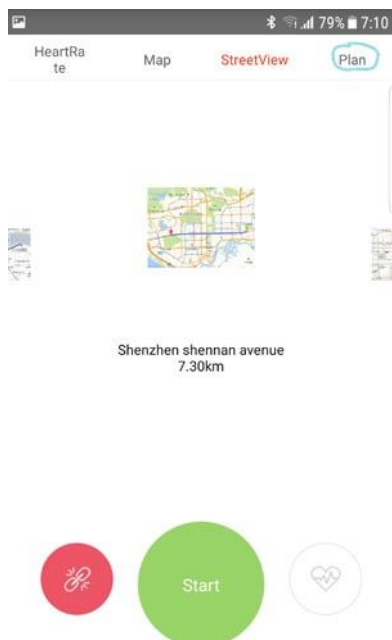 79% 7:10
HeartRa
te
Map
StreetView
Plan
Shenzhen shennan avenue
7.30km
Start